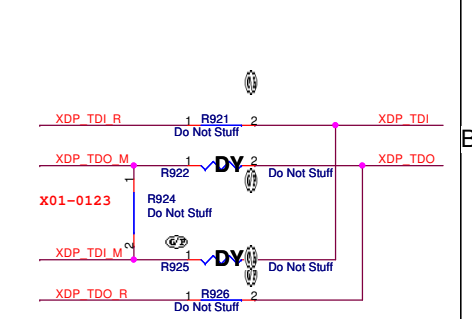 XDP_TDI_R 1 R921 2 XDP_TDI
Do Not Stuff
B
XDP_TDO_M 1 DY 2 XDP_TDO
R922 Do Not Stuff
1
X01-0123 R924
Do Not Stuff
2
XDP_TDI_M 1 DY
R925 Do Not Stuff
XDP_TDO_R 1 R926 2
Do Not Stuff